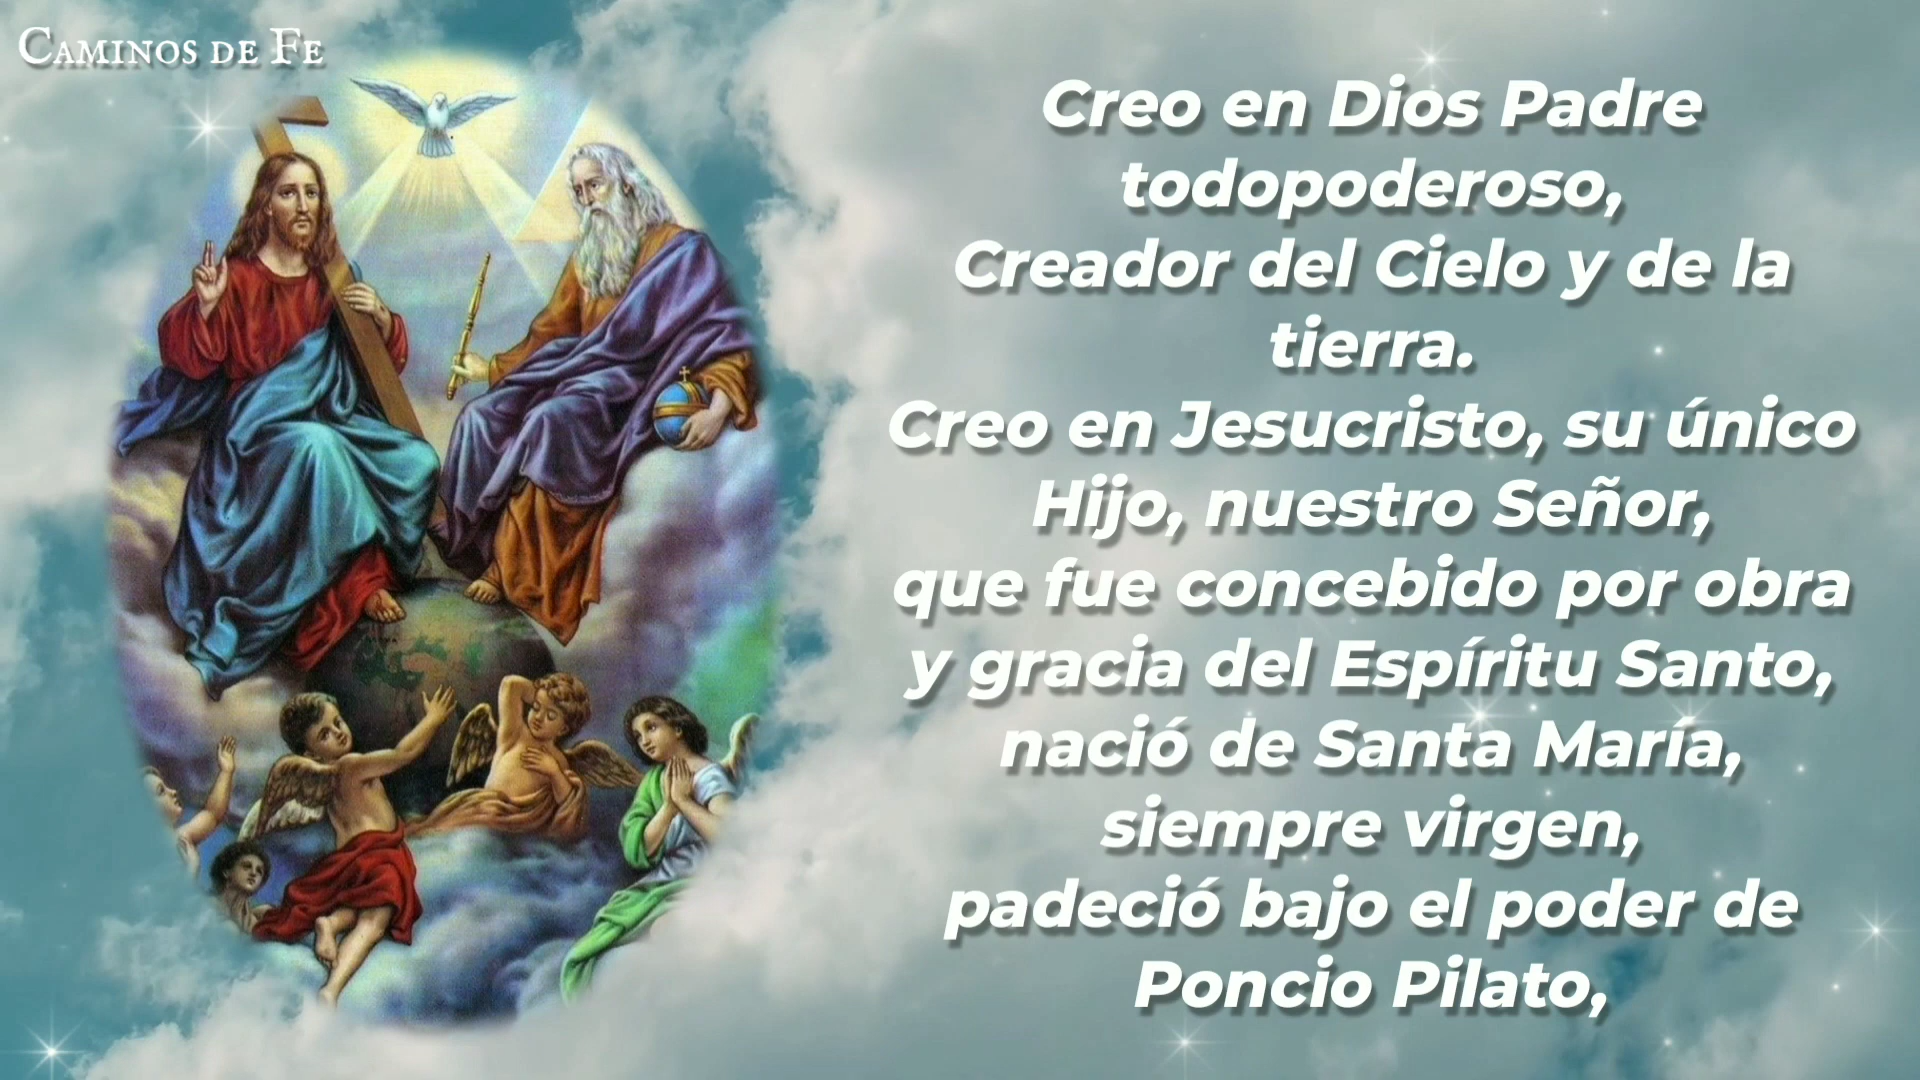 CAMINOS DE FE
Creo en Dios Padre
todopoderoso,
Creador del Cielo y de la
tierra.
Creo en Jesucristo, su único
Hijo, nuestro Señor,
que fue concebido por obra
y gracia del Espíritu Santo,
nació de Santa María,
siempre virgen,
padeció bajo el poder de
Poncio Pilato,